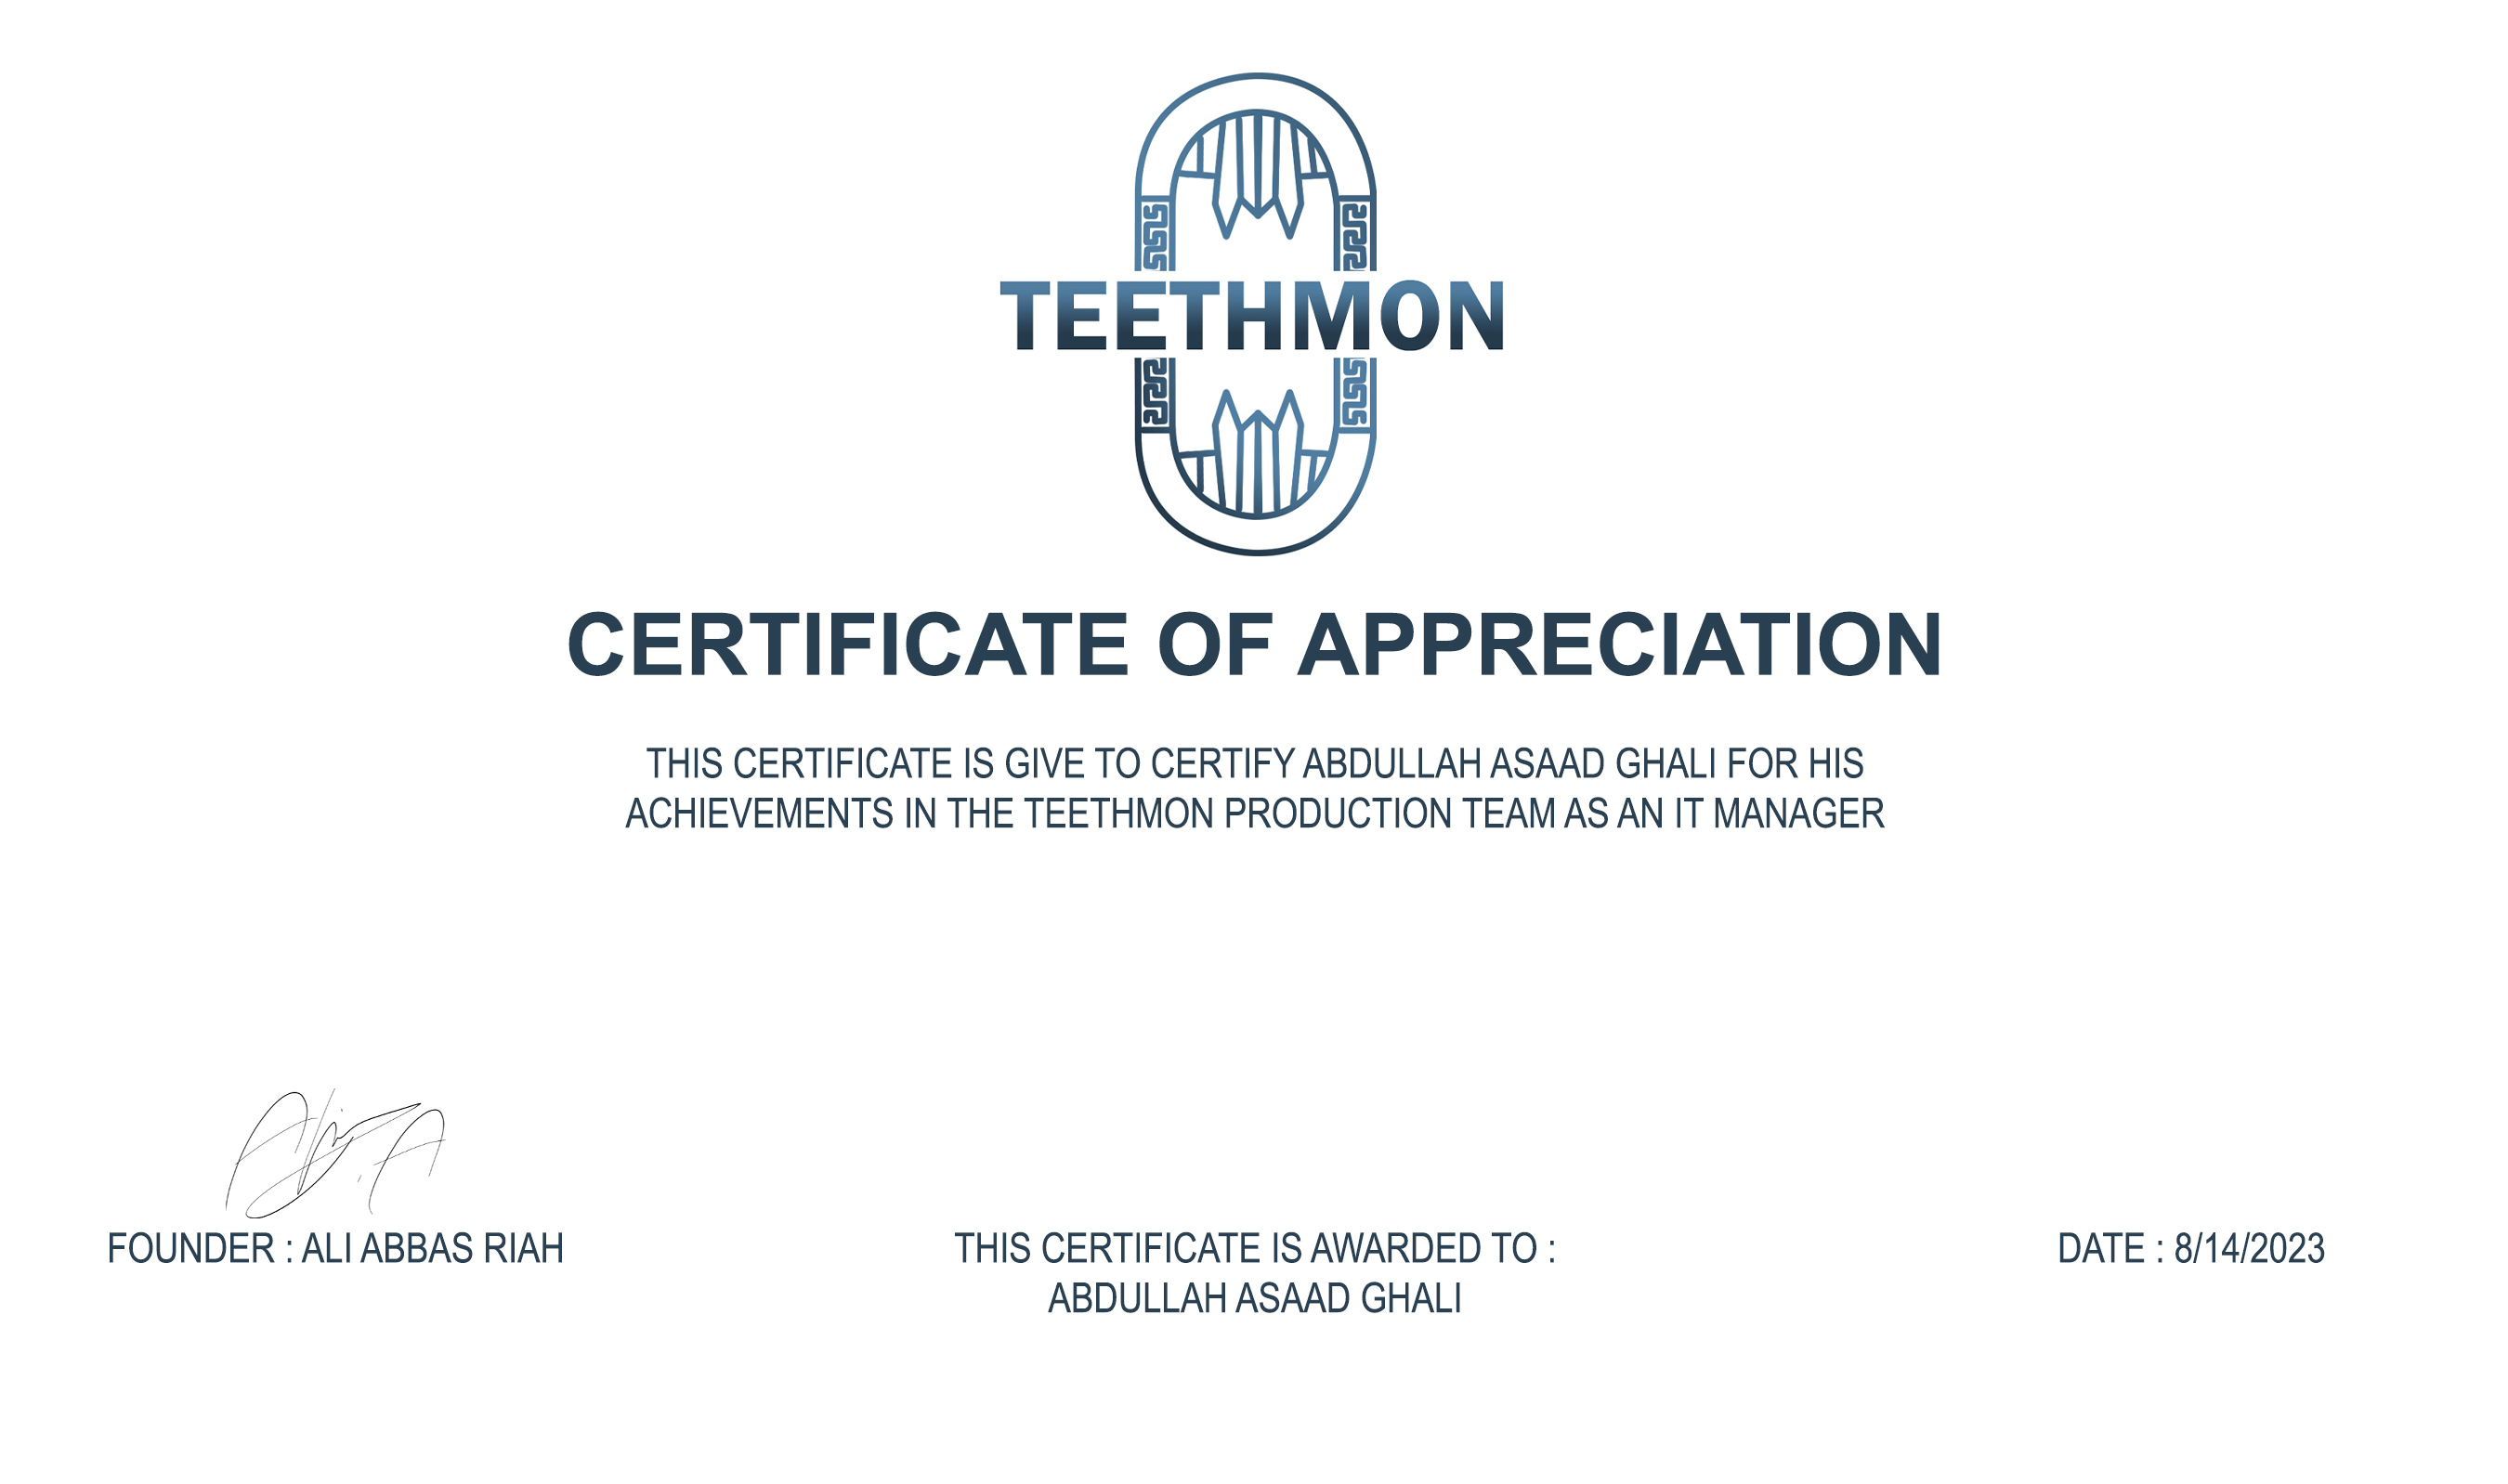 TEETHMON
CERTIFICATE OF APPRECIATION
THIS CERTIFICATE IS GIVE TO CERTIFY ABDULLAH ASAAD GHALI FOR HIS
ACHIEVEMENTS IN THE TEETHMON PRODUCTION TEAM AS AN IT MANAGER
FOUNDER : ALI ABBAS RIAH
THIS CERTIFICATE IS AWARDED TO :
ABDULLAH ASAAD GHALI
DATE : 8/14/2023